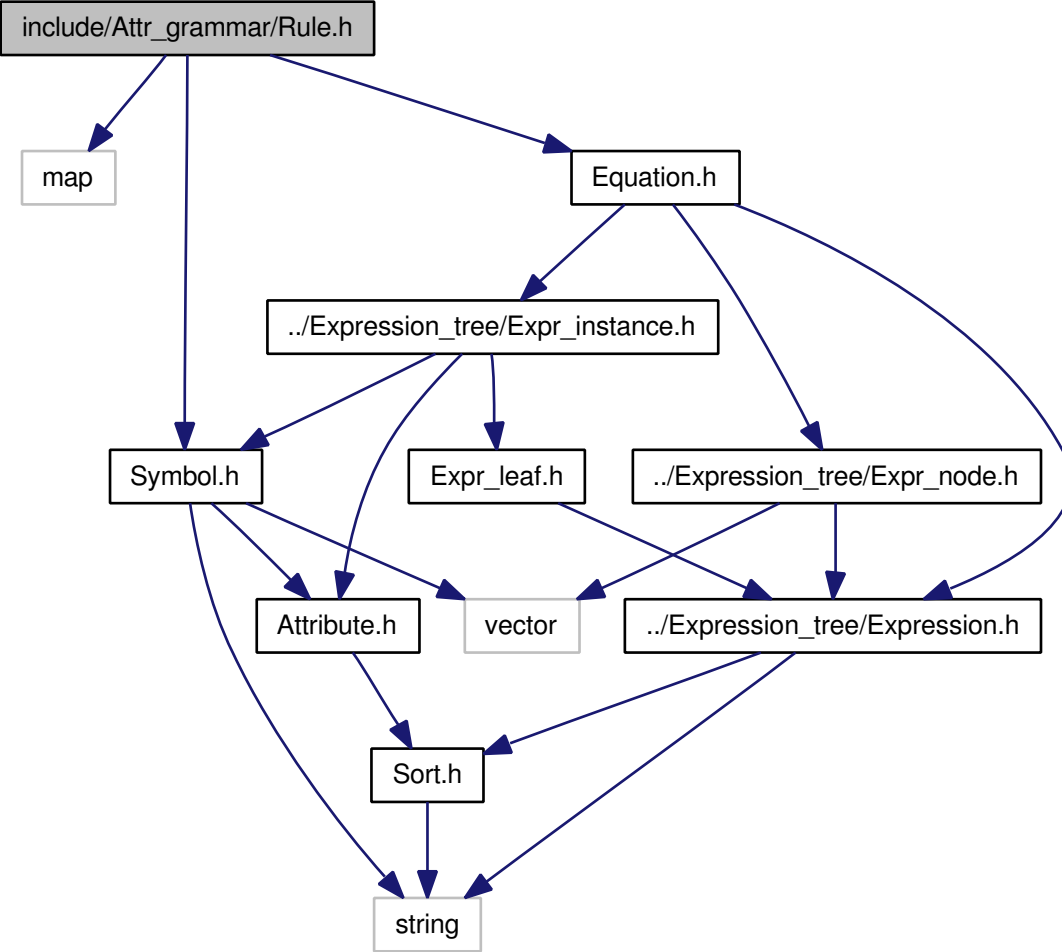 include/Attr_grammar/Rule.h
map
Equation.h
../Expression_tree/Expr_instance.h
Symbol.h
Expr_leaf.h
../Expression_tree/Expr_node.h
Attribute.h
vector
../Expression_tree/Expression.h
Sort.h
string